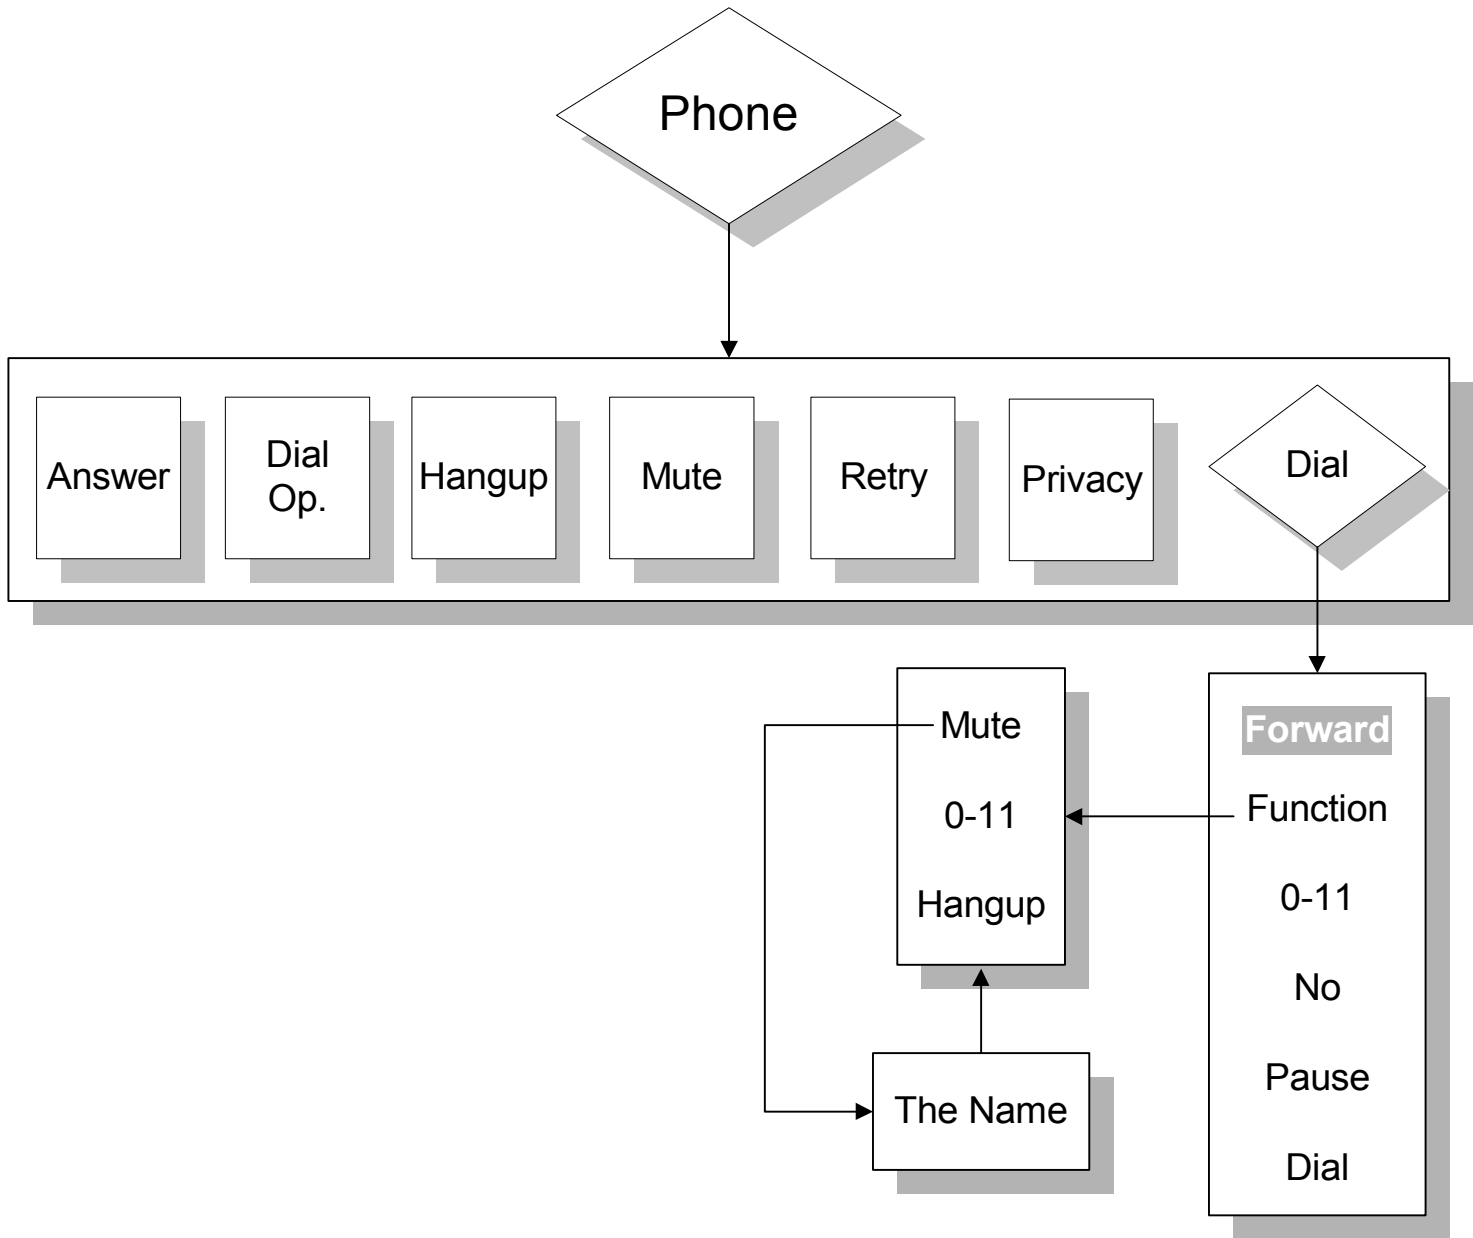 Phone
Answer
Dial
Op.
Hangup
Mute
Retry
Privacy
Dial
Mute
0-11
Hangup
The Name
Forward
Function
0-11
No
Pause
Dial